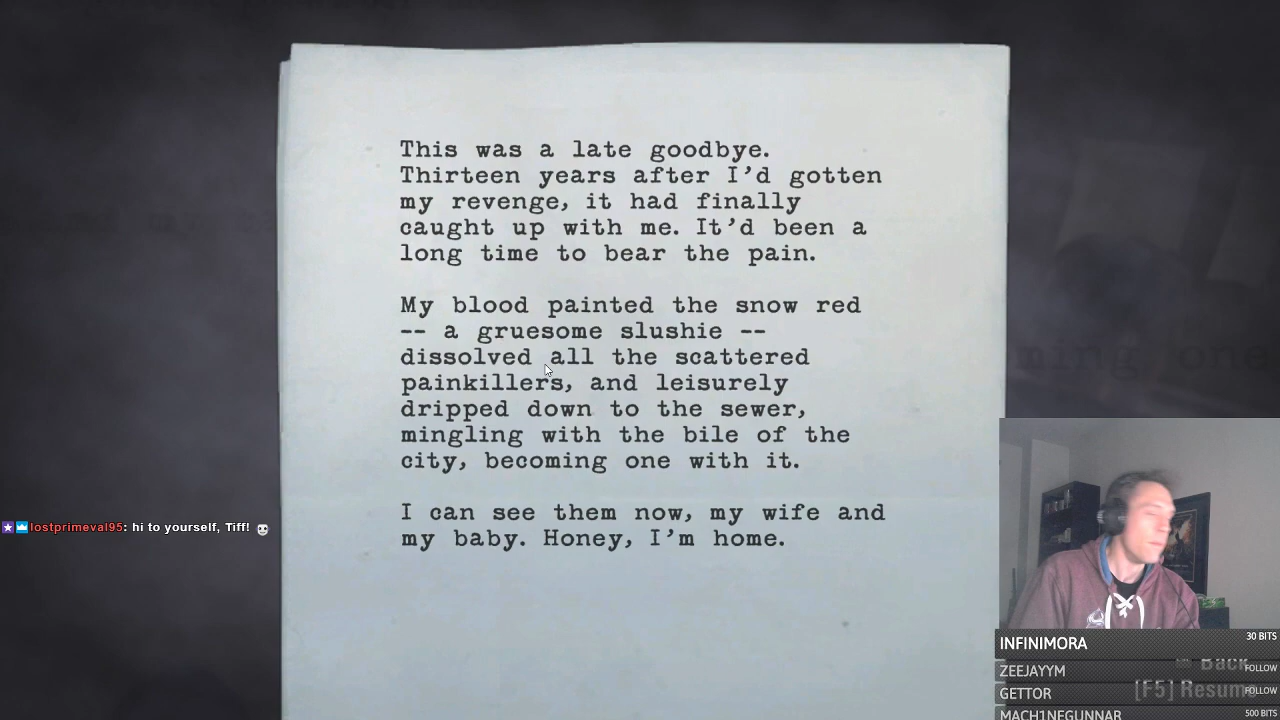 This was a late goodbye.
Thirteen years after I'd gotten
my revenge, it had finally
caught up with me. It'd been a
long time to bear the pain.
My blood painted the snow red
-- a gruesome slushie --
dissolved all the scattered
painkillers, and leisurely
dripped down to the sewer,
mingling with the bile of the
city, becoming one with it.
I can see them now, my wife and
my baby. Honey, I'm home.
lostprimeval95: hi to yourself, Tiff!
INFINIMORA 30 BITS
Back
ZEEJAYYM FOLLOW
[F5] Resume
GETTOR FOLLOW
MACH1NEGUNNAR 500 BITS